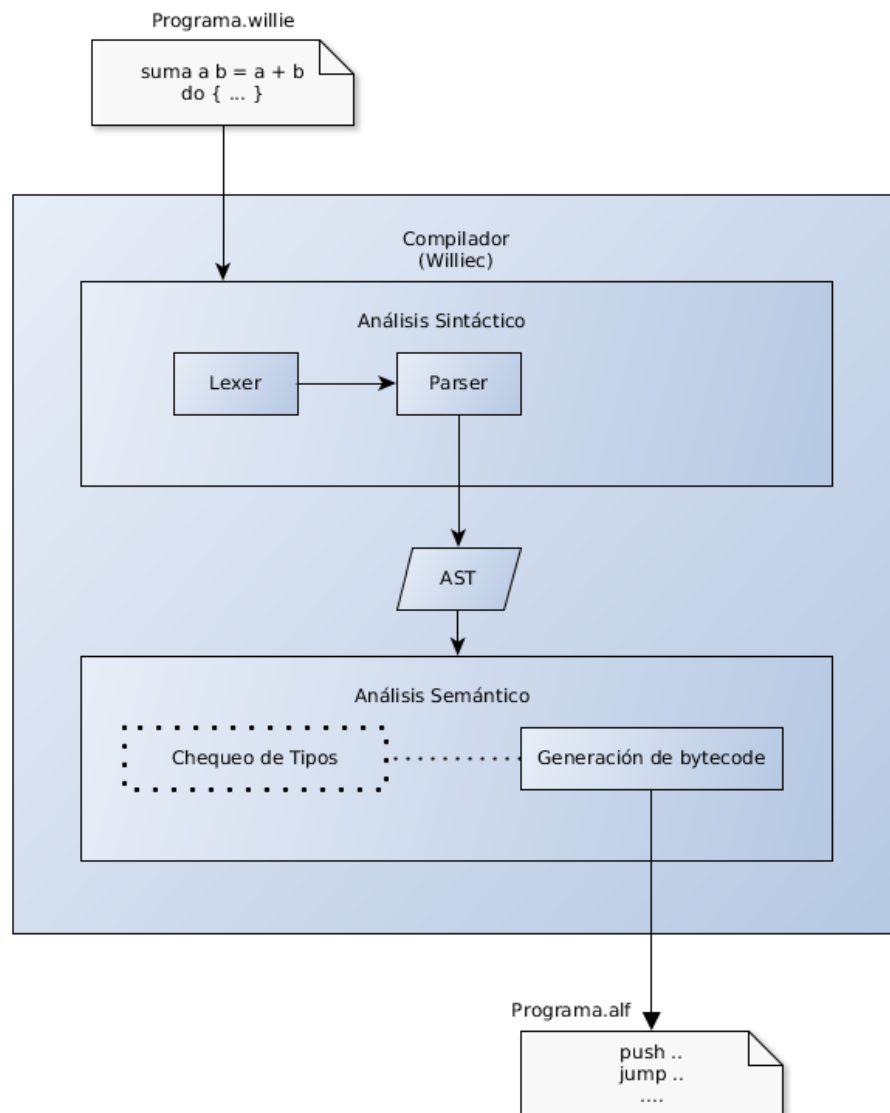 Programa.willie
suma a b = a + b
do { ... }
Compilador
(Williec)
Análisis Sintáctico
Lexer
Parser
AST
Análisis Semántico
Chequeo de Tipos
Generación de bytecode
Programa.alf
push ..
jump ..
....